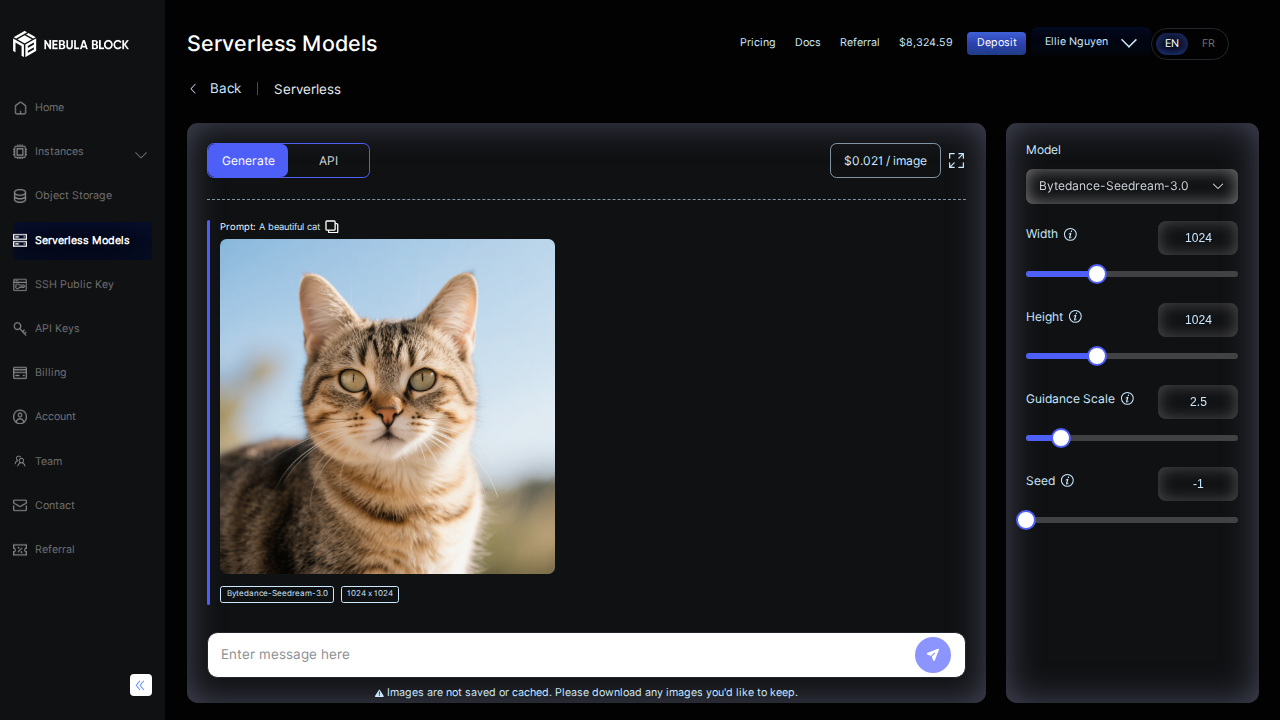 NEBULA BLOCK
Serverless Models
Pricing
Docs
Referral
$8,324.59
Deposit
Ellie Nguyen
EN
FR
Back
Serverless
Home
Instances
Object Storage
Serverless Models
SSH Public Key
API Keys
Billing
Account
Team
Contact
Referral
Generate
API
$0.021 / image
Prompt: A beautiful cat
Bytedance-Seedream-3.0
1024 x 1024
Enter message here
Images are not saved or cached. Please download any images you'd like to keep.
Model
Bytedance-Seedream-3.0
Width
1024
Height
1024
Guidance Scale
2.5
Seed
-1